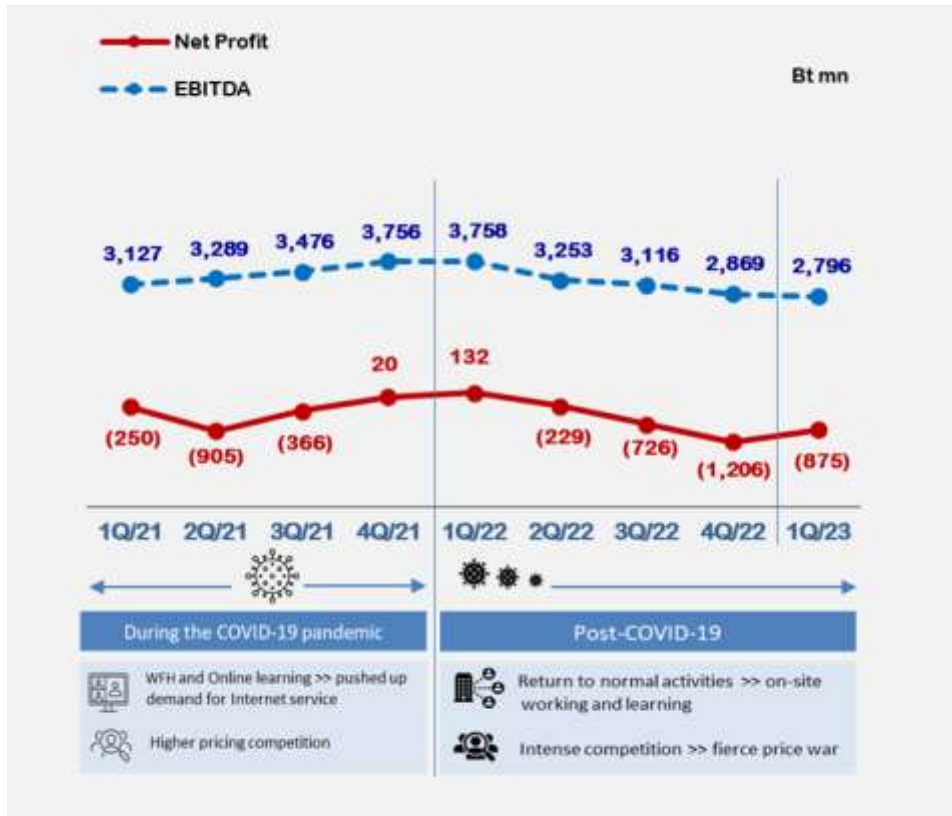 Net Profit
EBITDA
Bt mn
3,127 3,289 3,476 3,756 3,758 3,253 3,116 2,869 2,796
(250) (905) (366) 20 132 (229) (726) (1,206) (875)
1Q/21 2Q/21 3Q/21 4Q/21 1Q/22 2Q/22 3Q/22 4Q/22 1Q/23
During the COVID-19 pandemic
WFH and Online learning >> pushed up
demand for Internet service
Higher pricing competition
Post-COVID-19
Return to normal activities >> on-site
working and learning
Intense competition >> fierce price war